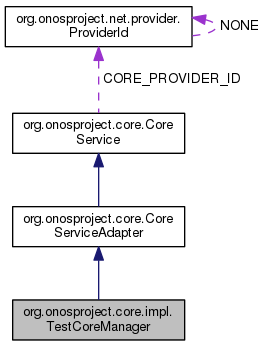 org.onosproject.net.provider.
ProviderId
NONE
CORE_PROVIDER_ID
org.onosproject.core.Core
Service
org.onosproject.core.Core
ServiceAdapter
org.onosproject.core.impl.
TestCoreManager